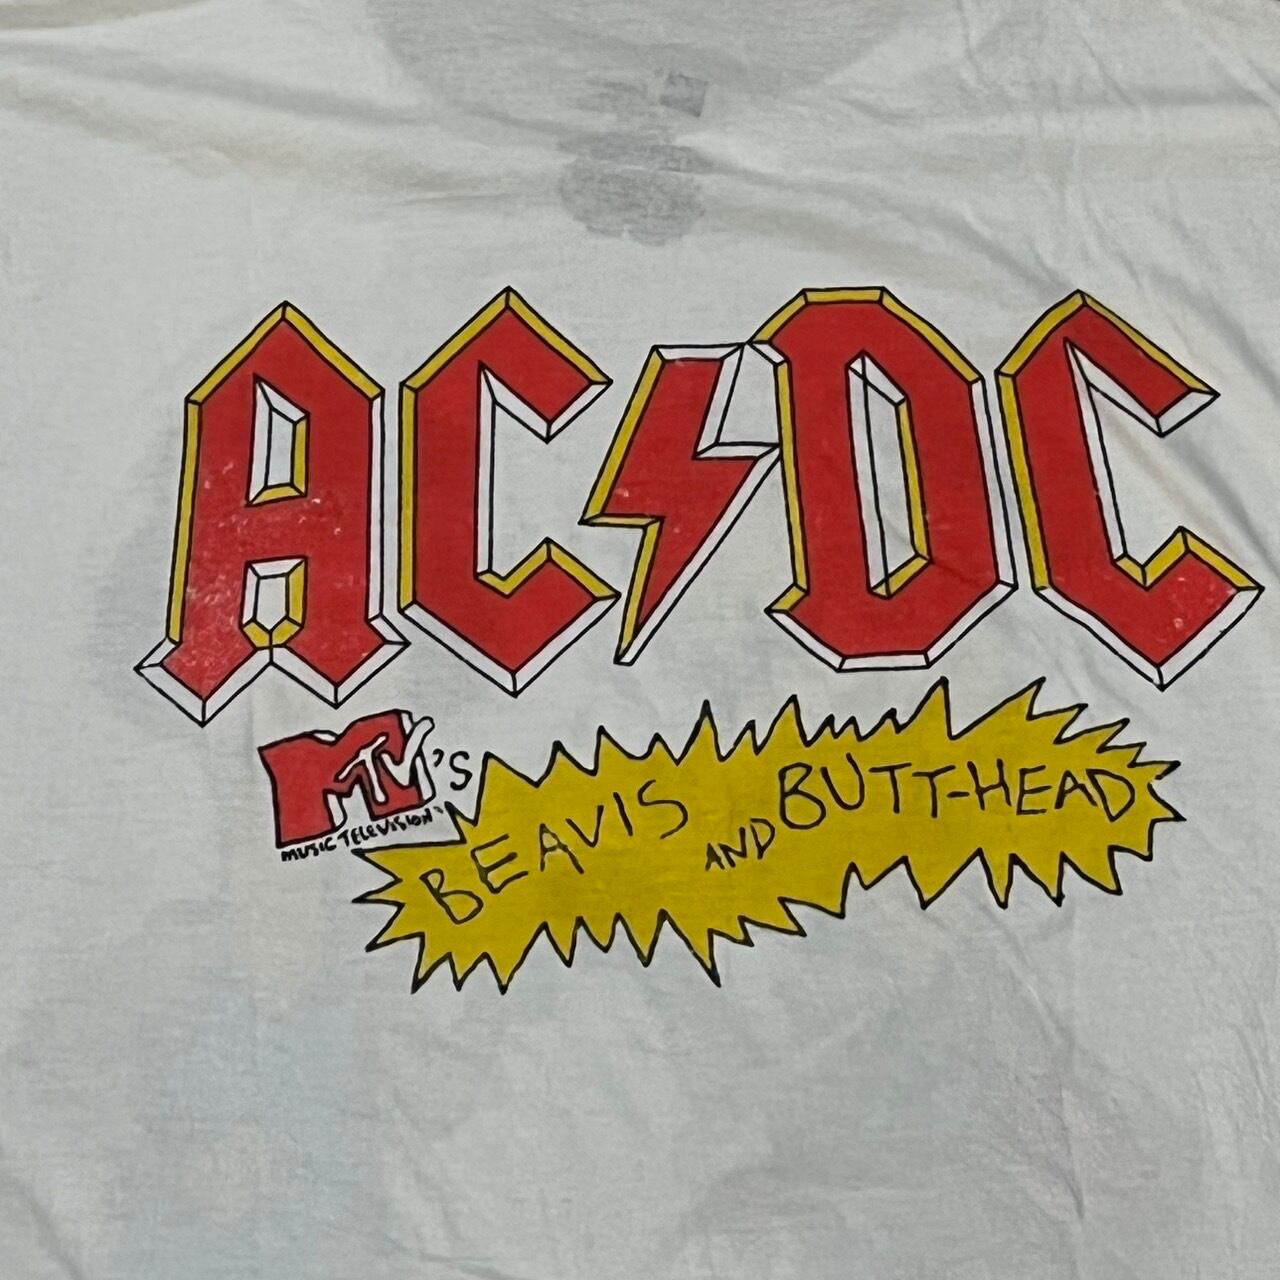 AC⚡DC
MTV's
MUSIC TELEVISION
BEAVIS AND BUTT-HEAD